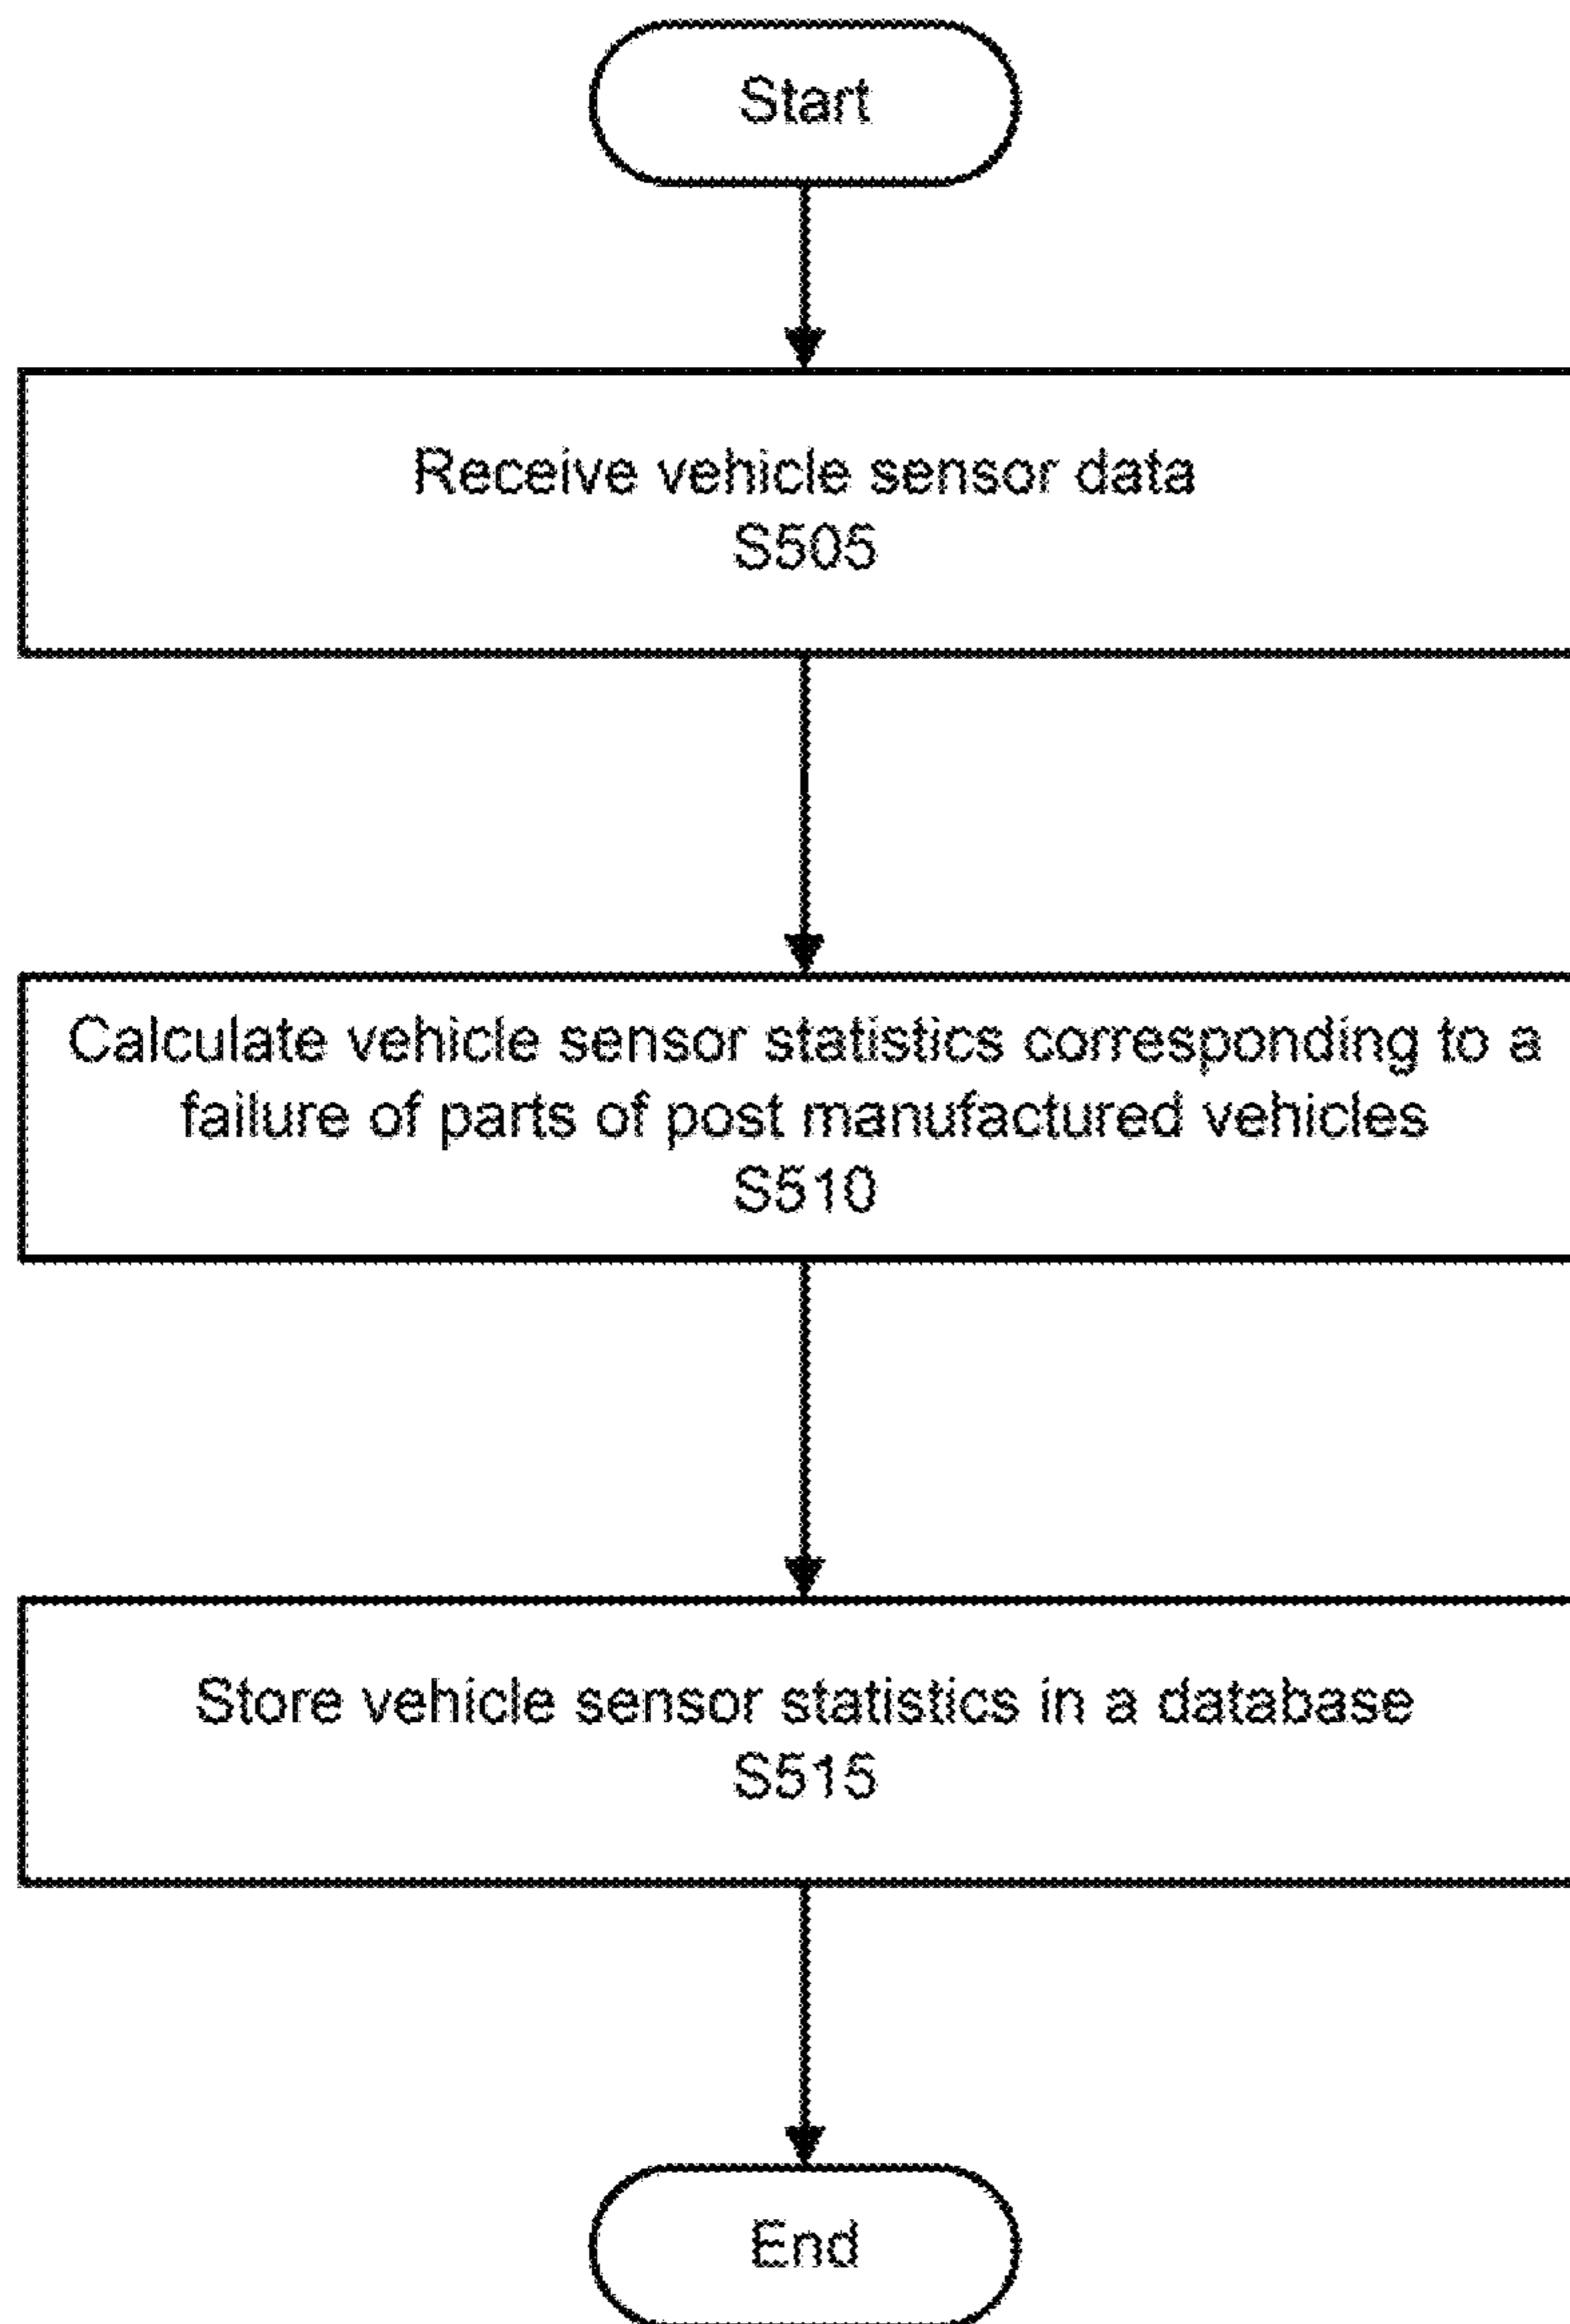 Start
Receive vehicle sensor data
S505
Calculate vehicle sensor statistics corresponding to a
failure of parts of post manufactured vehicles
S510
Store vehicle sensor statistics in a database
S515
End